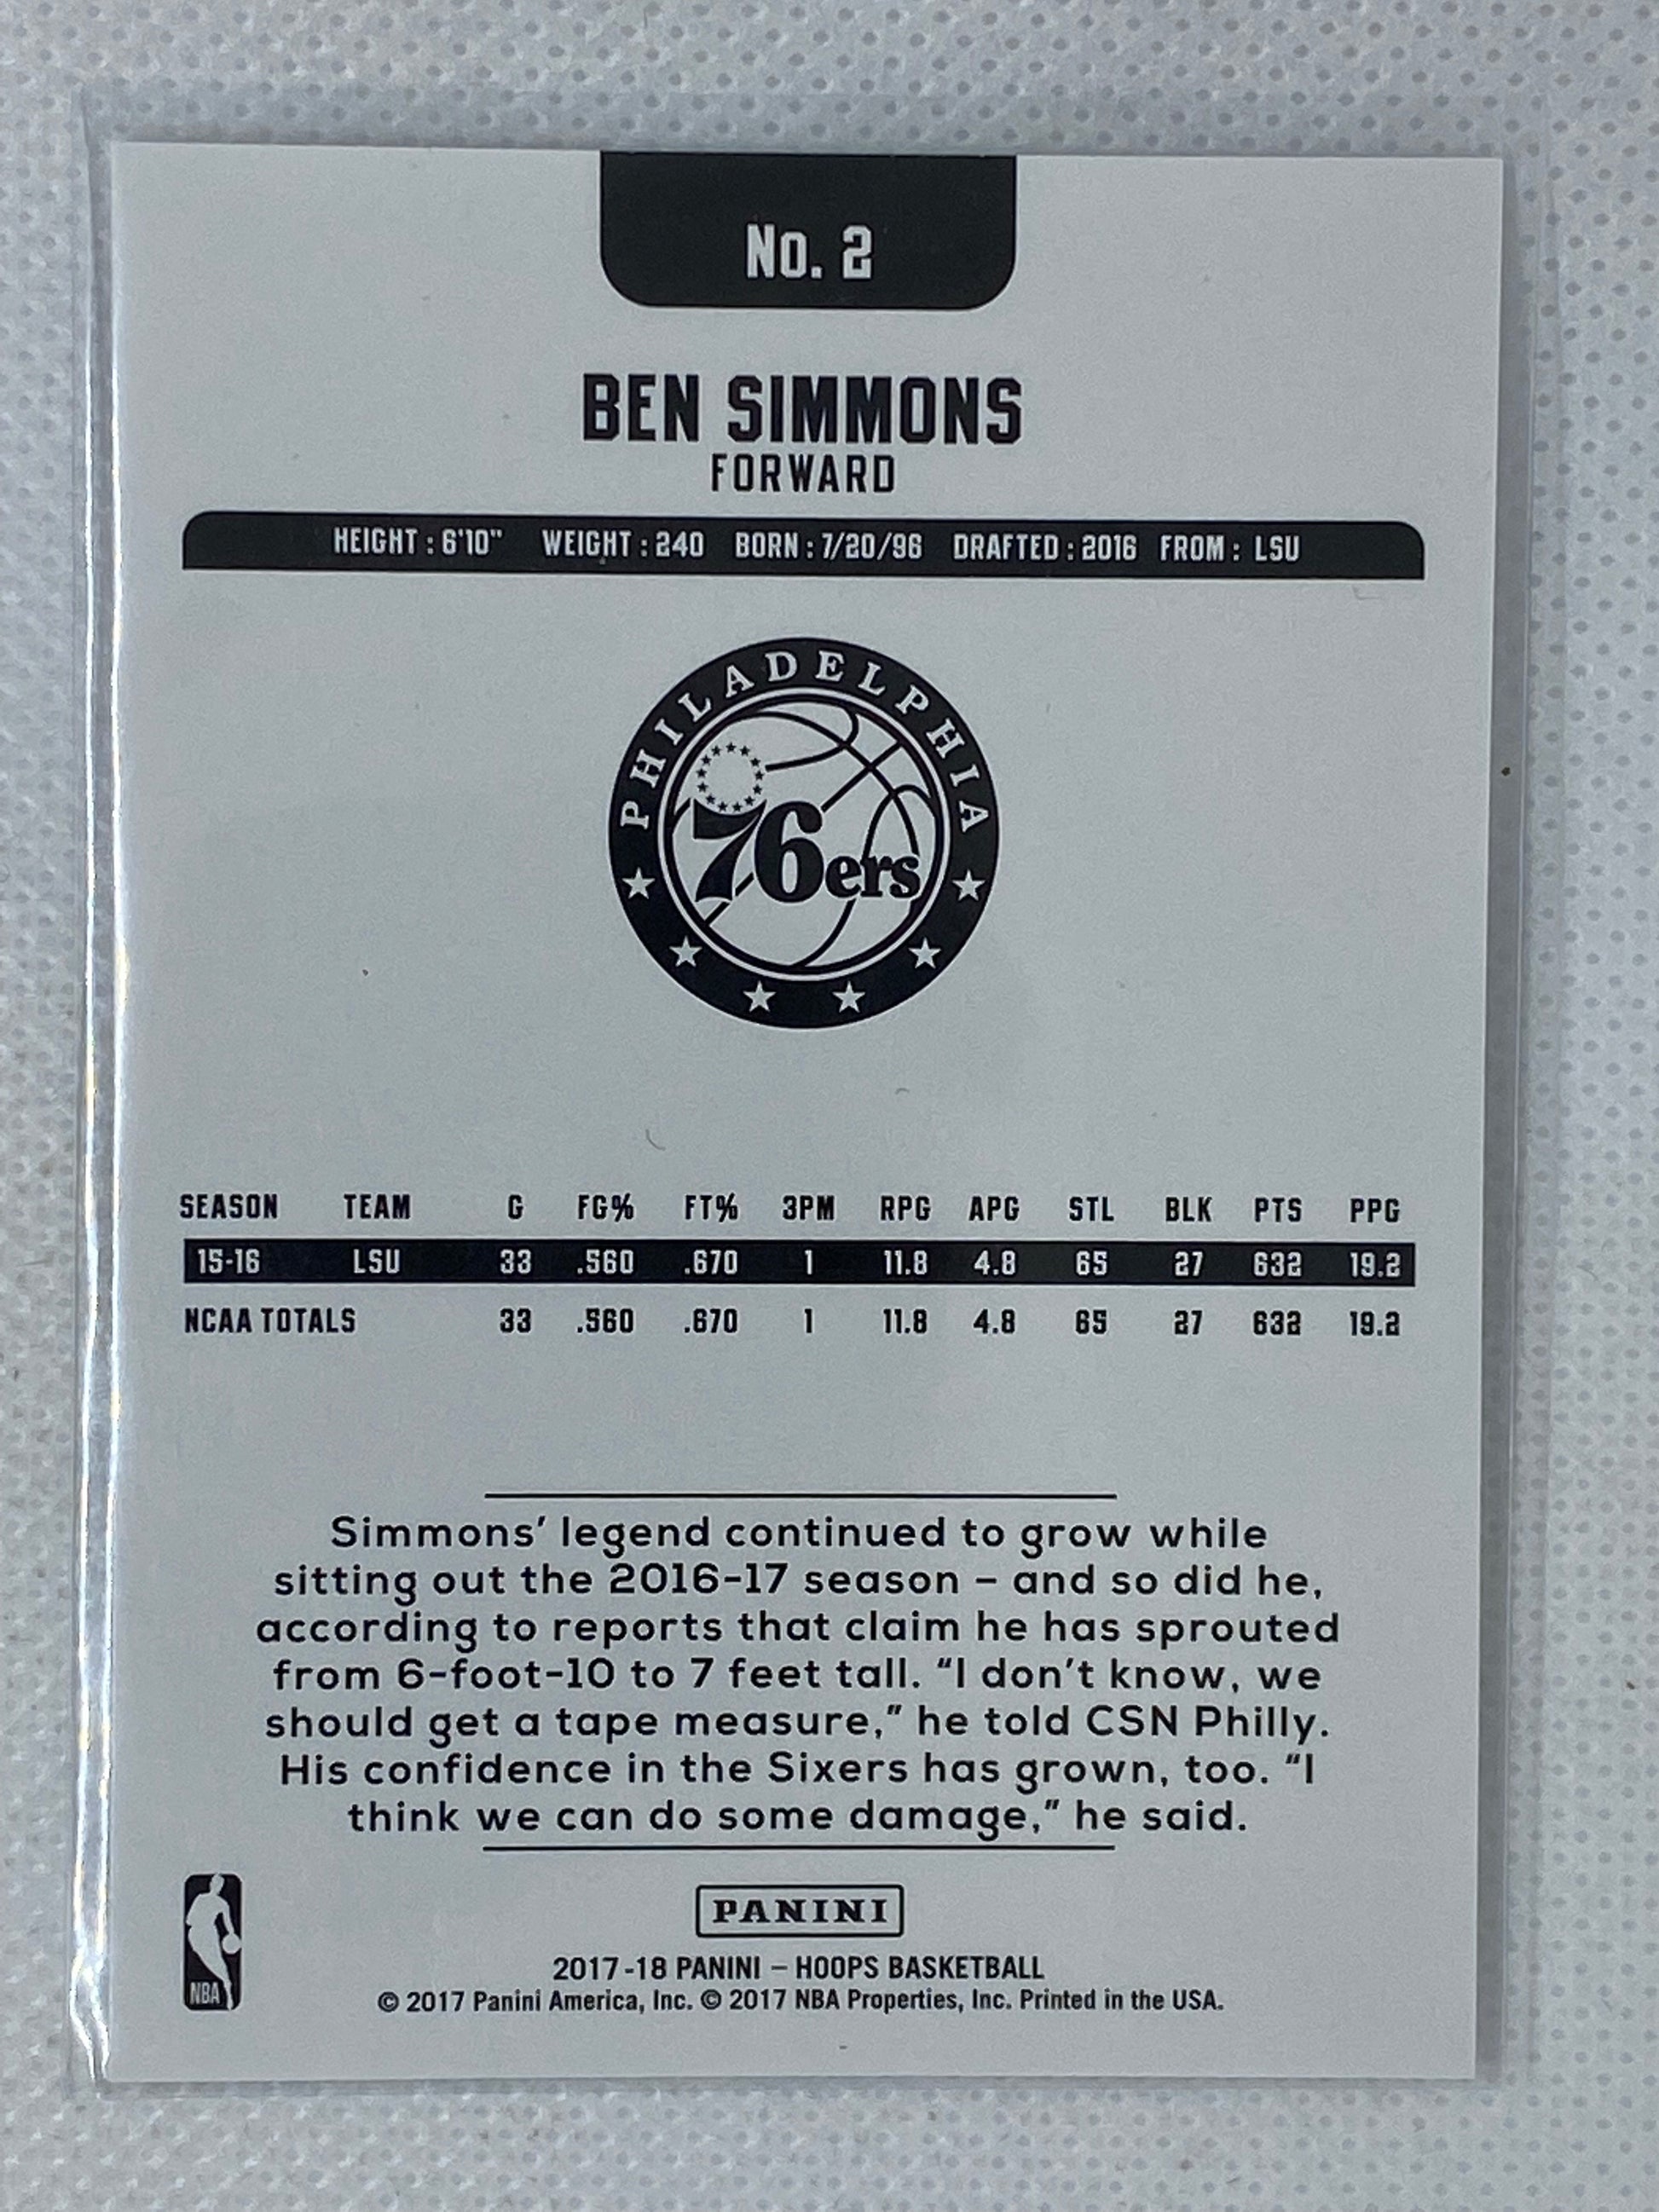 No. 2
BEN SIMMONS
FORWARD
HEIGHT : 6'10" WEIGHT : 240 BORN : 7/20/96 DRAFTED : 2016 FROM : LSU
PHILADELPHIA
76ers
SEASON TEAM G FG% FT% 3PM RPG APG STL BLK PTS PPG
15-16 LSU 33 .560 .670 1 11.8 4.8 65 27 632 19.2
NCAA TOTALS 33 .560 .670 1 11.8 4.8 65 27 632 19.2
Simmons' legend continued to grow while
sitting out the 2016-17 season – and so did he,
according to reports that claim he has sprouted
from 6-foot-10 to 7 feet tall. “I don't know, we
should get a tape measure,” he told CSN Philly.
His confidence in the Sixers has grown, too. “I
think we can do some damage,” he said.
NBA
PANINI
2017-18 PANINI – HOOPS BASKETBALL
© 2017 Panini America, Inc. © 2017 NBA Properties, Inc. Printed in the USA.